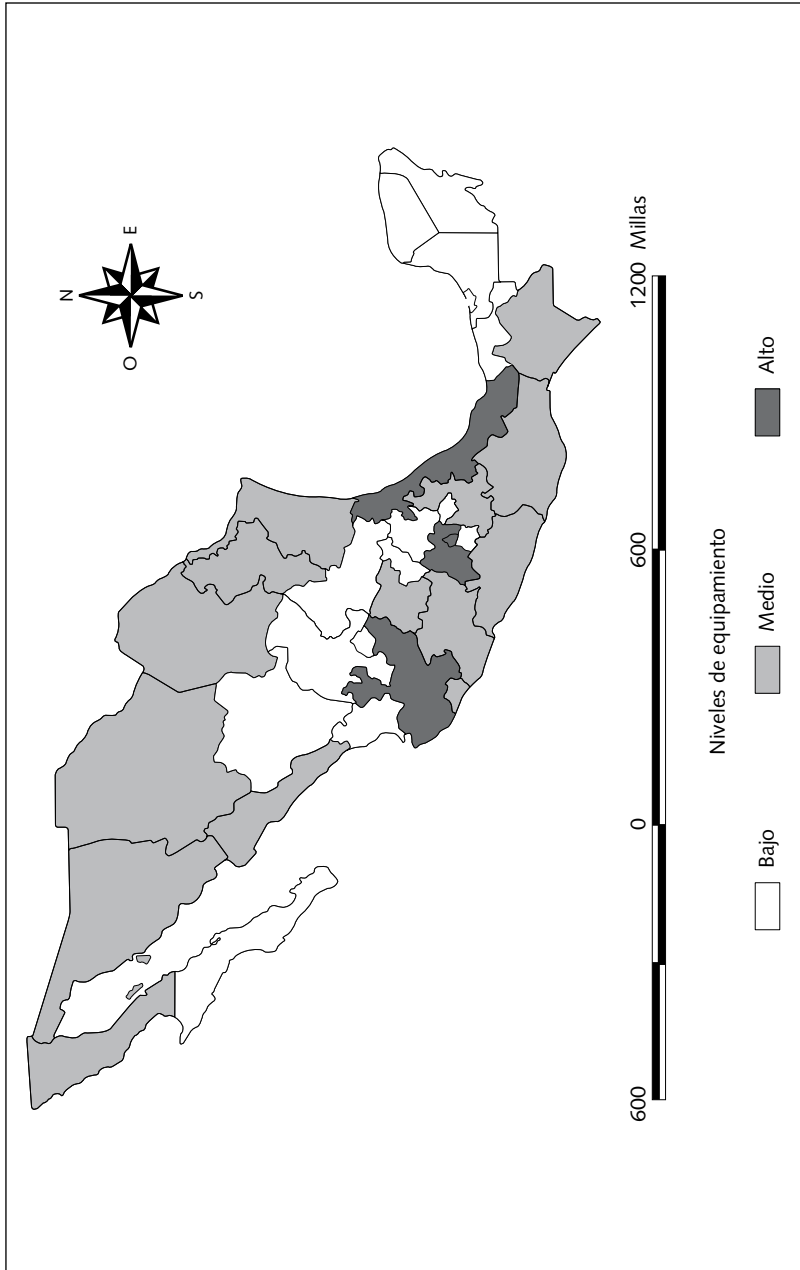 N
O
E
S
600
0
600
1200 Millas
Niveles de equipamiento
Bajo
Medio
Alto